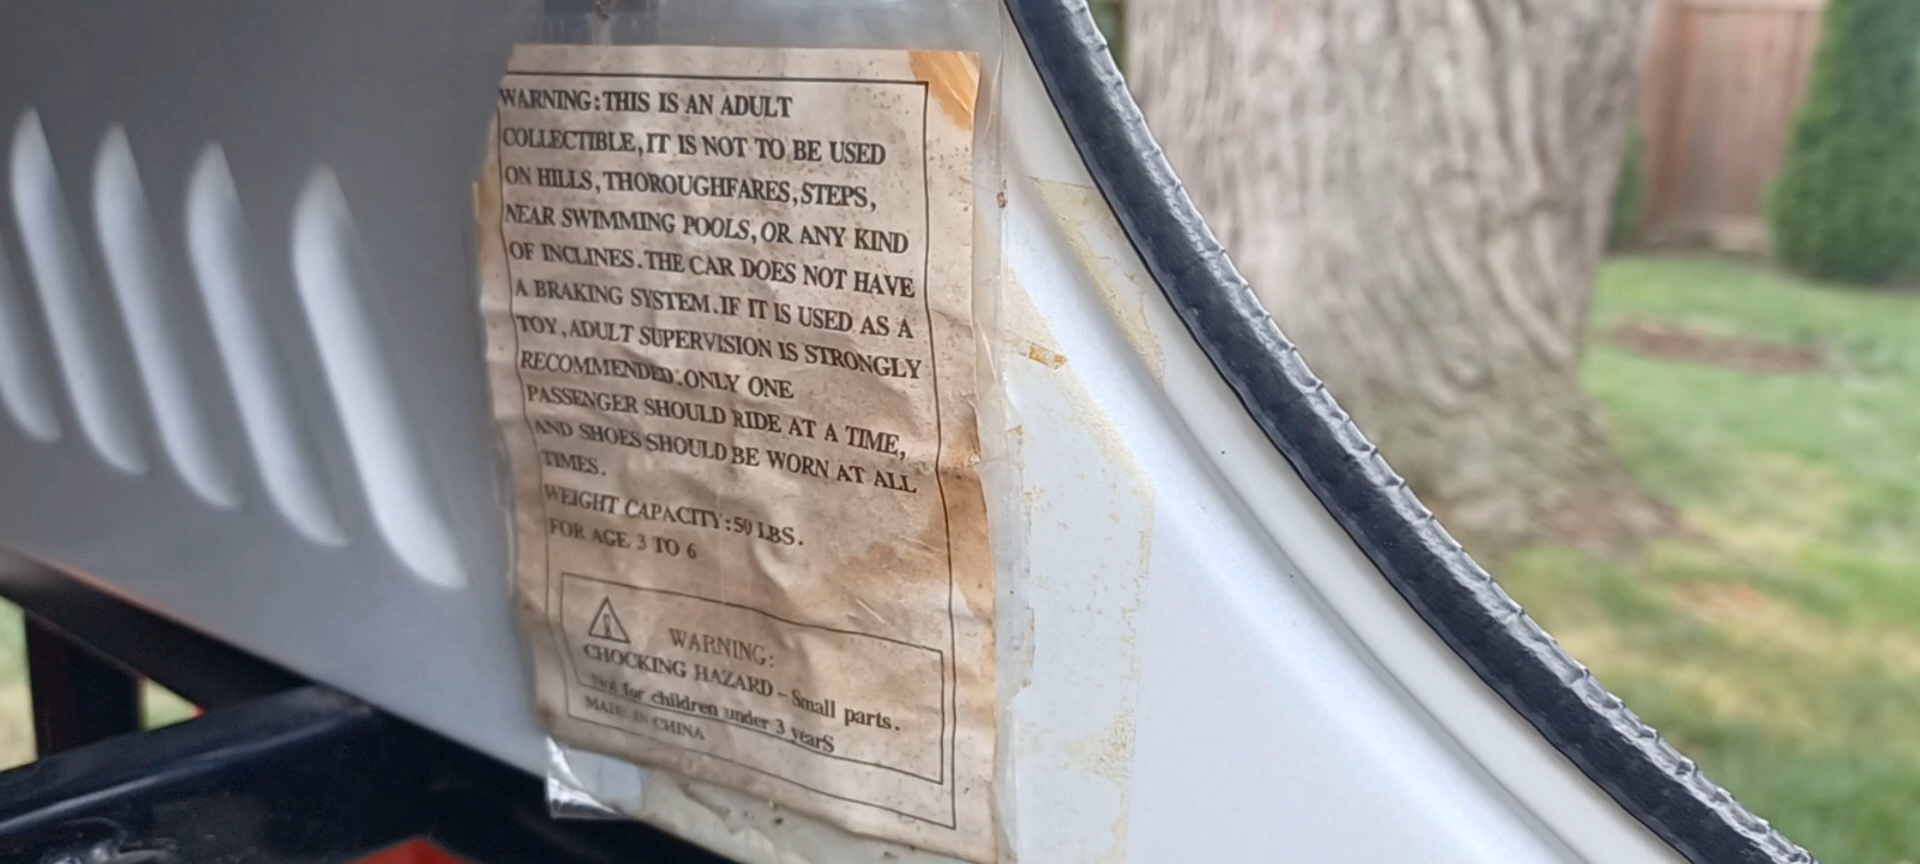 WARNING:THIS IS AN ADULT
COLLECTIBLE,IT IS NOT TO BE USED
ON HILLS,THOROUGHFARES,STEPS,
NEAR SWIMMING POOLS,OR ANY KIND
OF INCLINES.THE CAR DOES NOT HAVE
A BRAKING SYSTEM.IF IT IS USED AS A
TOY,ADULT SUPERVISION IS STRONGLY
RECOMMENDED.ONLY ONE
PASSENGER SHOULD RIDE AT A TIME,
AND SHOES SHOULD BE WORN AT ALL
TIMES.
WEIGHT CAPACITY:50 LBS.
FOR AGE 3 TO 6
WARNING:
CHOCKING HAZARD-Small parts.
Not for children under 3 yearS
MADE IN CHINA